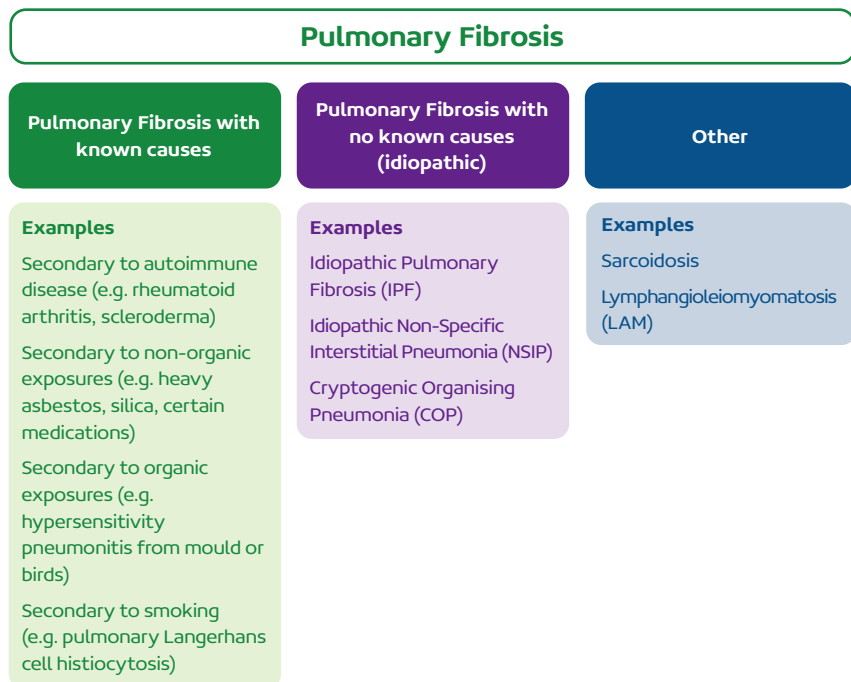 Pulmonary Fibrosis
Pulmonary Fibrosis with
known causes
Pulmonary Fibrosis with
no known causes
(idiopathic)
Other
Examples
Secondary to autoimmune
disease (e.g. rheumatoid
arthritis, scleroderma)
Secondary to non-organic
exposures (e.g. heavy
asbestos, silica, certain
medications)
Secondary to organic
exposures (e.g.
hypersensitivity
pneumonitis from mould or
birds)
Secondary to smoking
(e.g. pulmonary Langerhans
cell histiocytosis)
Examples
Idiopathic Pulmonary
Fibrosis (IPF)
Idiopathic Non-Specific
Interstitial Pneumonia (NSIP)
Cryptogenic Organising
Pneumonia (COP)
Examples
Sarcoidosis
Lymphangioleiomyomatosis
(LAM)